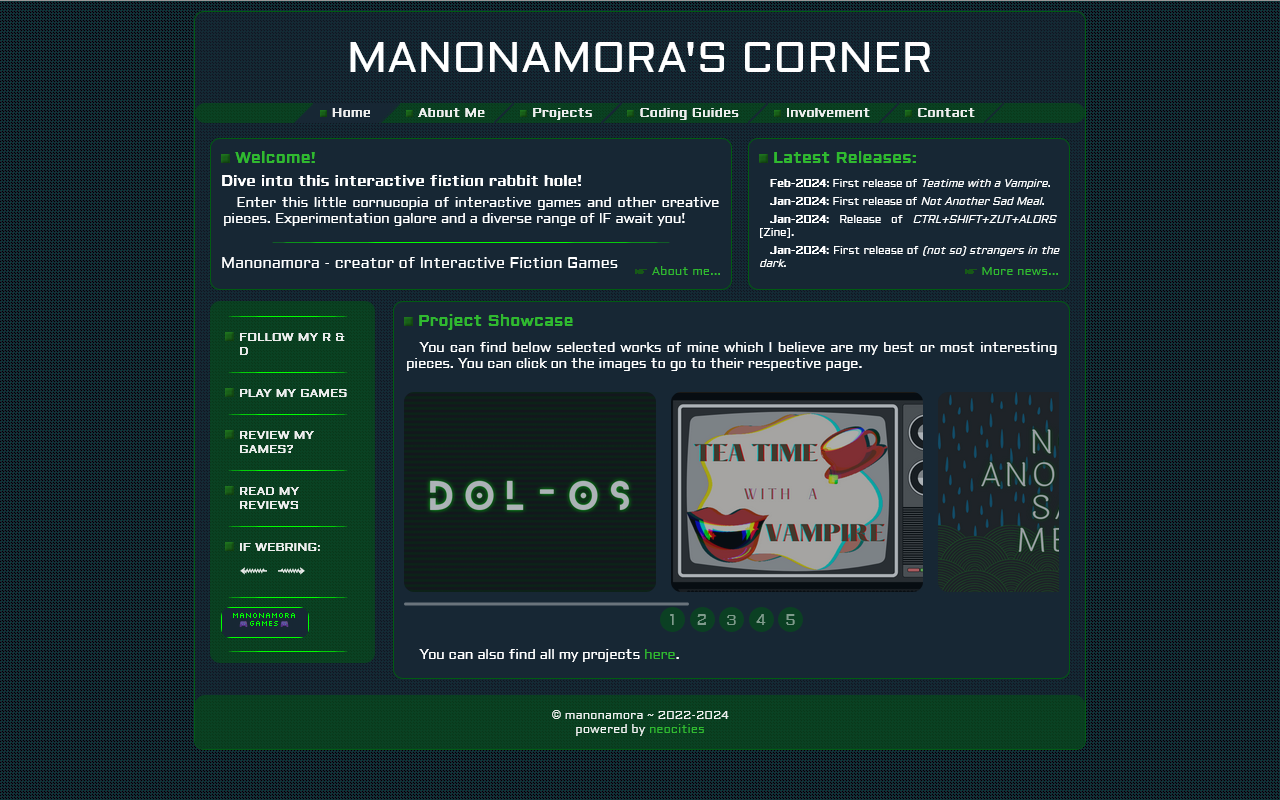 MANONAMORA'S CORNER
Home About Me Projects Coding Guides Involvement Contact
Welcome!
Dive into this interactive fiction rabbit hole!
Enter this little cornucopia of interactive games and other creative
pieces. Experimentation galore and a diverse range of IF await you!
Manonamora - creator of Interactive Fiction Games
About me...
Latest Releases:
Feb-2024: First release of Teatime with a Vampire.
Jan-2024: First release of Not Another Sad Meal.
Jan-2024: Release of CTRL+SHIFT+ZUT+ALORS
[Zine].
Jan-2024: First release of (not so) strangers in the
dark.
More news...
FOLLOW MY R &
D
PLAY MY GAMES
REVIEW MY
GAMES?
READ MY
REVIEWS
IF WEBRING:
MANONAMORA
GAMES
Project Showcase
You can find below selected works of mine which I believe are my best or most interesting
pieces. You can click on the images to go to their respective page.
DOL-OS
TEA TIME
WITH A
VAMPIRE
N
ANO
SA
ME
1 2 3 4 5
You can also find all my projects here.
© manonamora ~ 2022-2024
powered by neocities